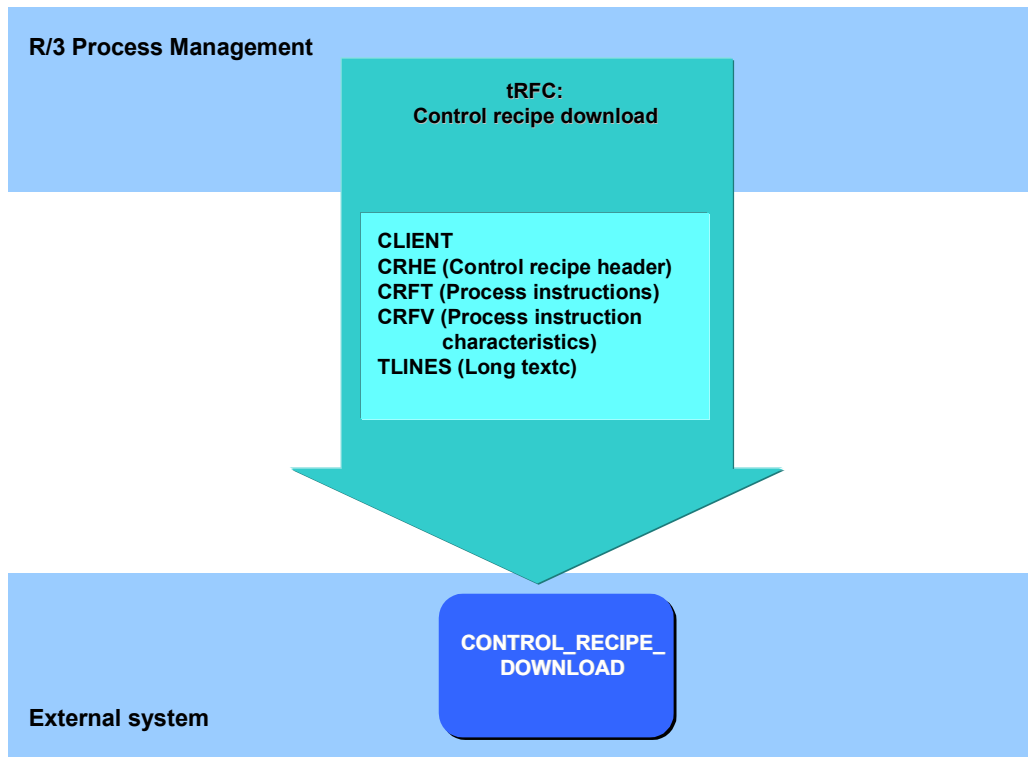 R/3 Process Management
tRFC:
Control recipe download
CLIENT
CRHE (Control recipe header)
CRFT (Process instructions)
CRFV (Process instruction
characteristics)
TLINES (Long textc)
CONTROL_RECIPE_
DOWNLOAD
External system